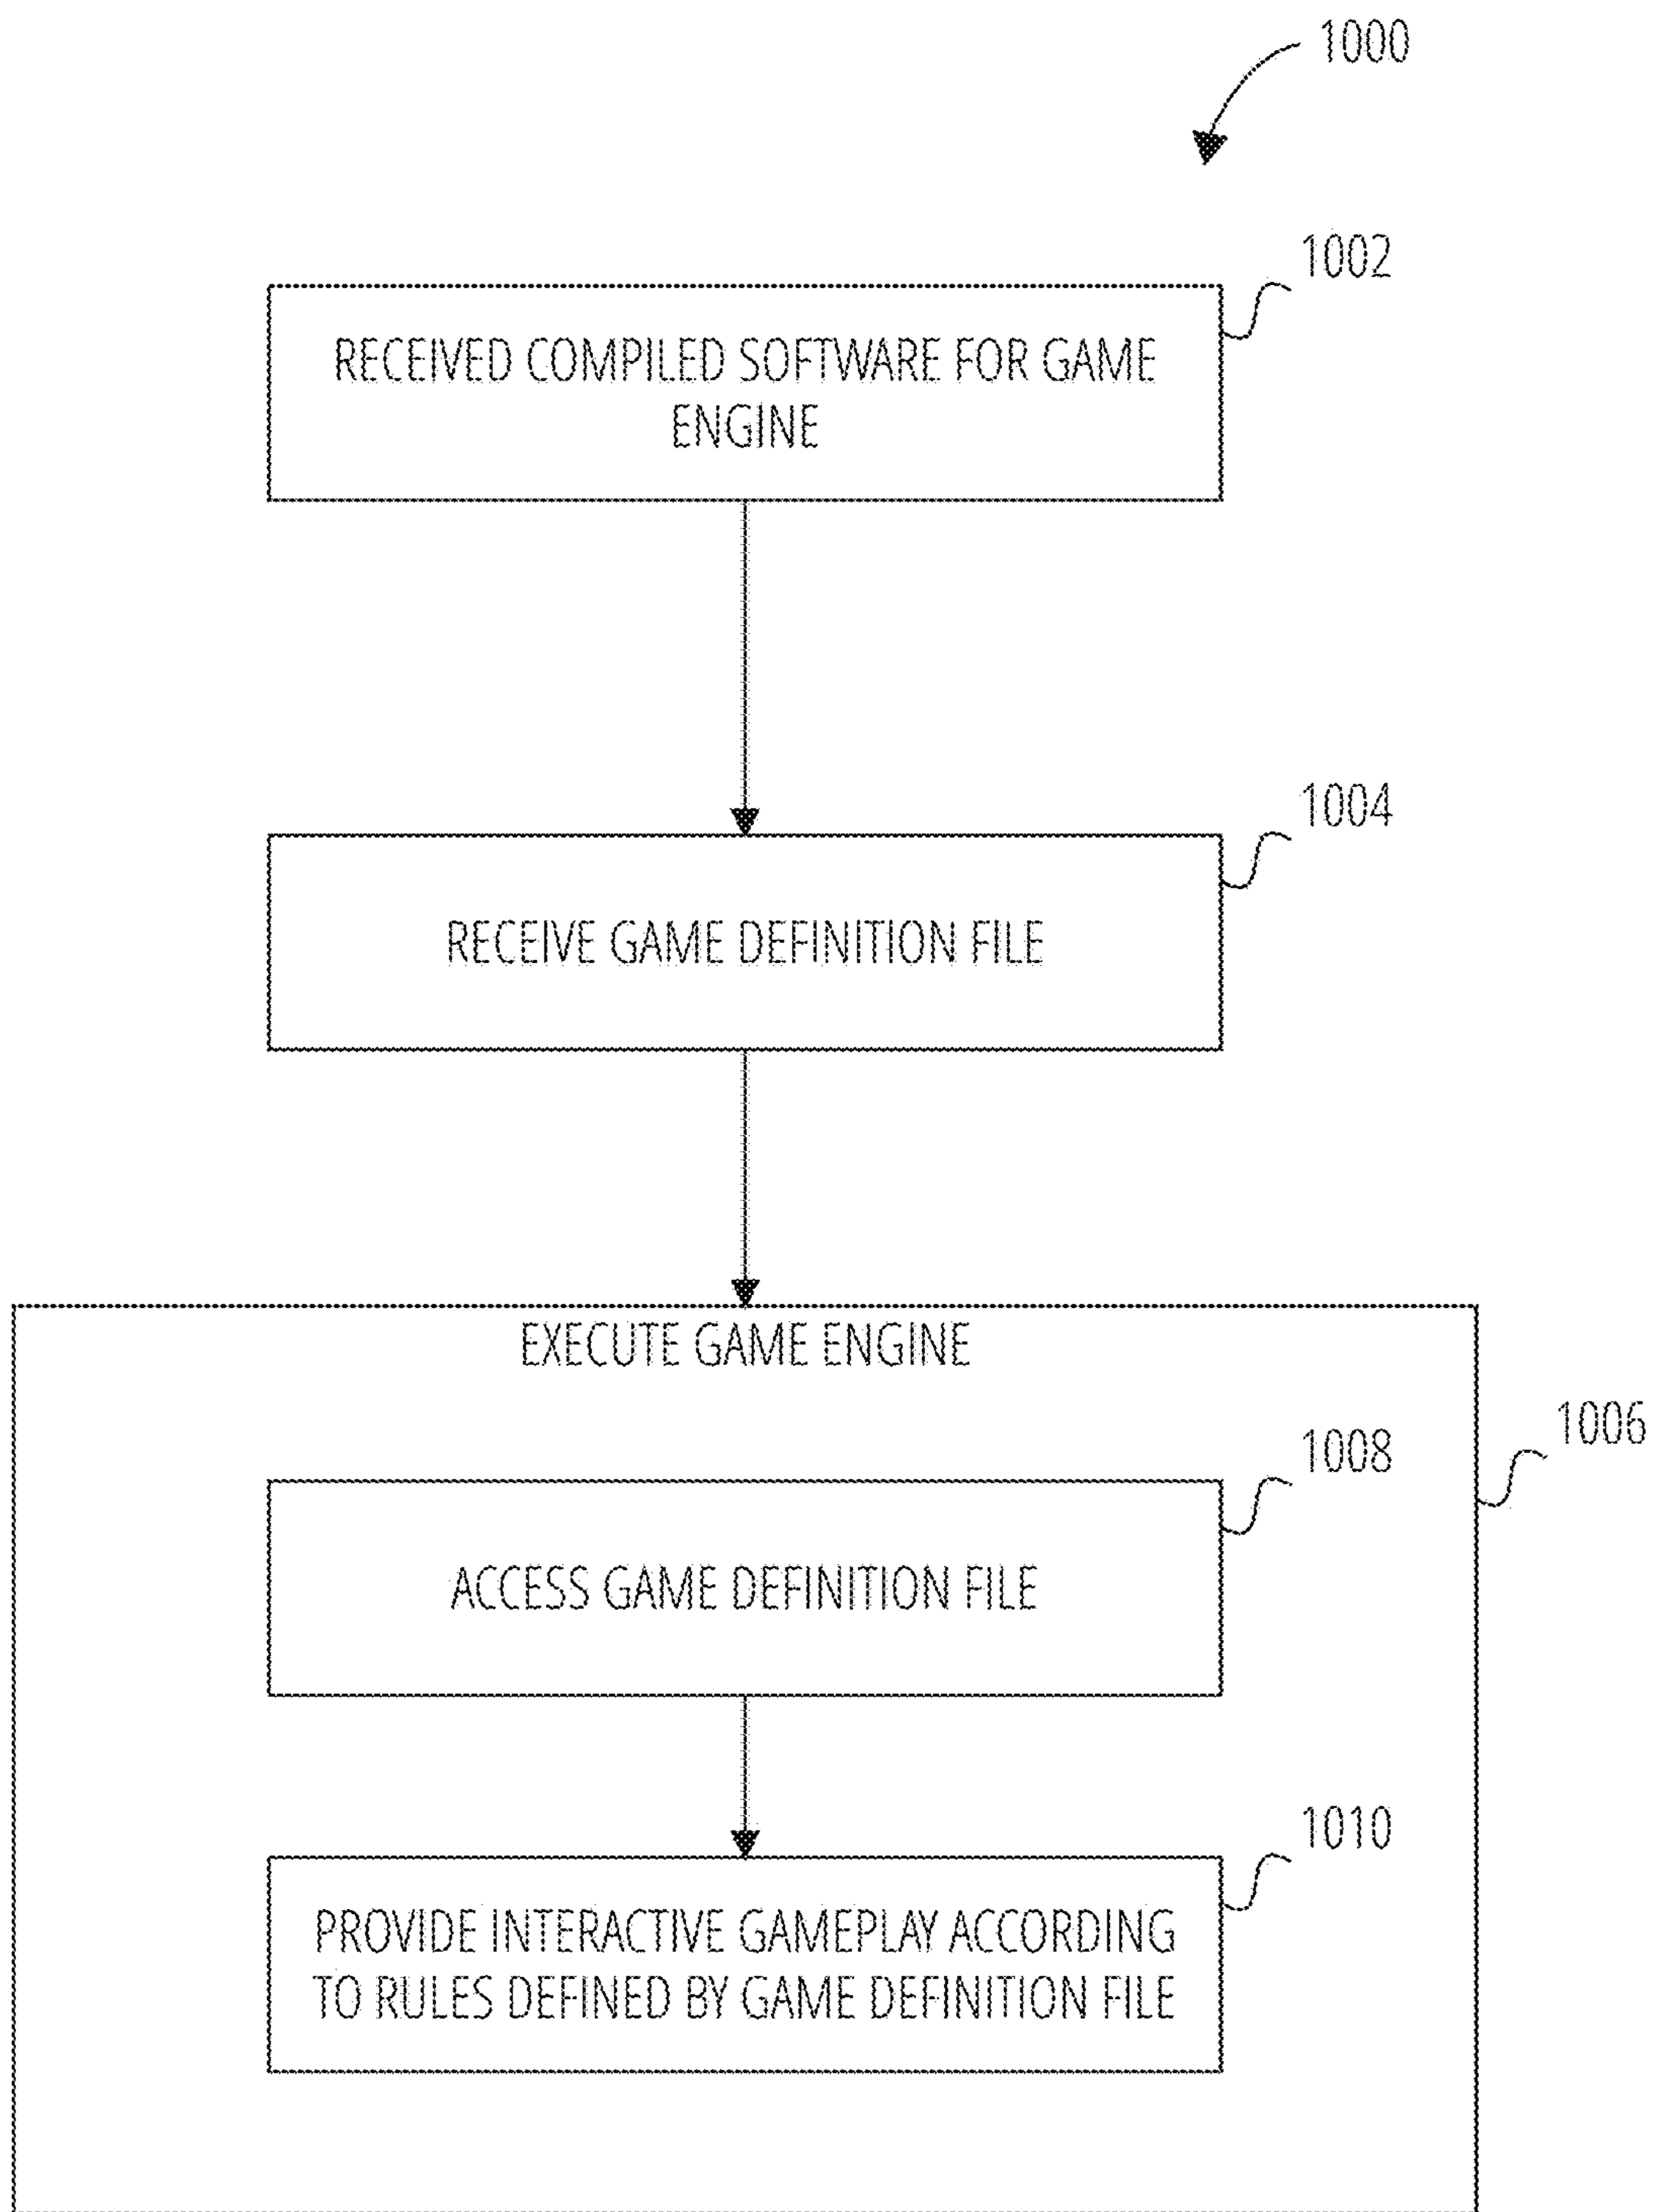 1000
1002
RECEIVED COMPILED SOFTWARE FOR GAME
ENGINE
1004
RECEIVE GAME DEFINITION FILE
EXECUTE GAME ENGINE
1006
1008
ACCESS GAME DEFINITION FILE
1010
PROVIDE INTERACTIVE GAMEPLAY ACCORDING
TO RULES DEFINED BY GAME DEFINITION FILE